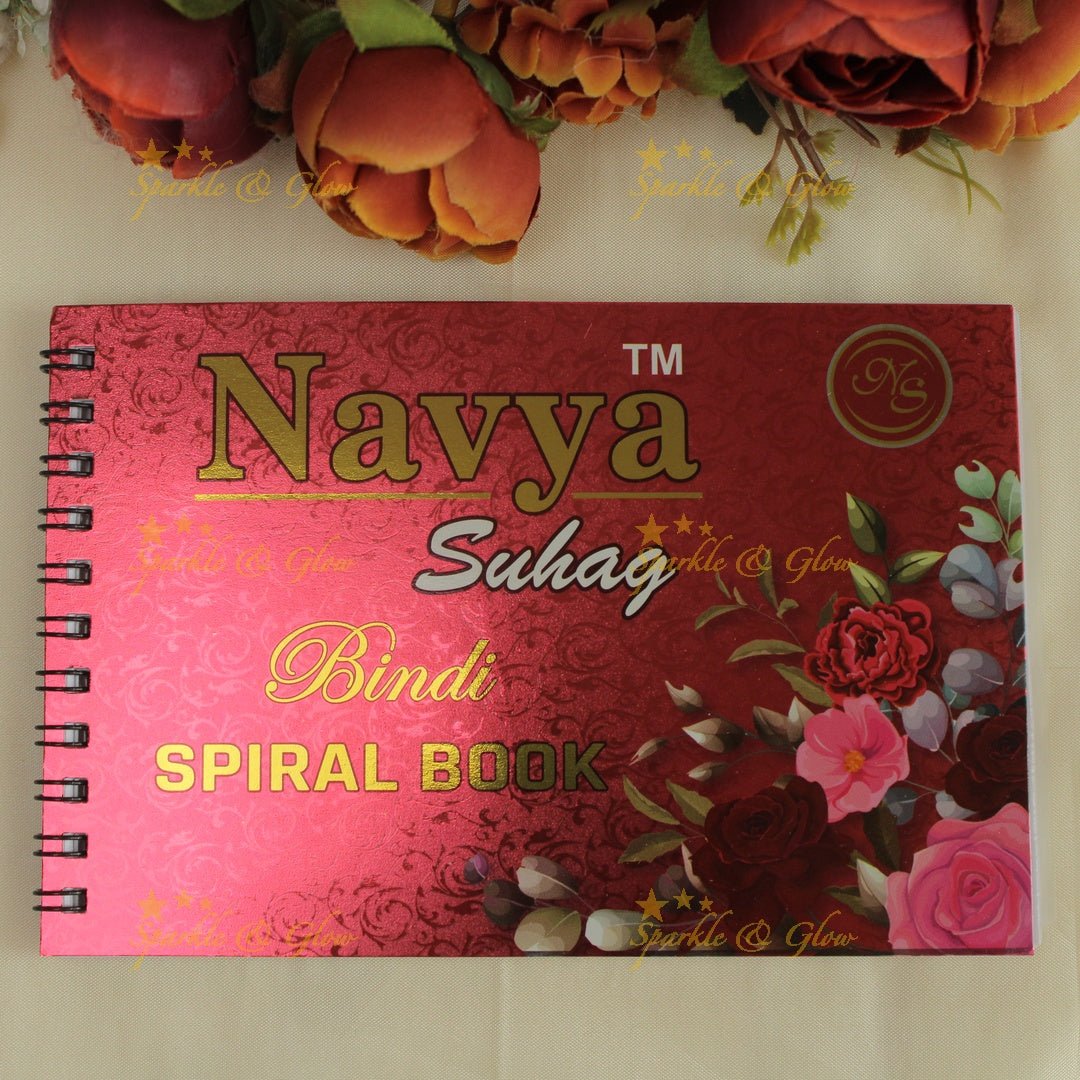 Sparkle & Glow
Sparkle & Glow
Navya TM
NS
Suhag
Sparkle & Glow
Sparkle & Glow
Bindi
SPIRAL BOOK
Sparkle & Glow
Sparkle & Glow